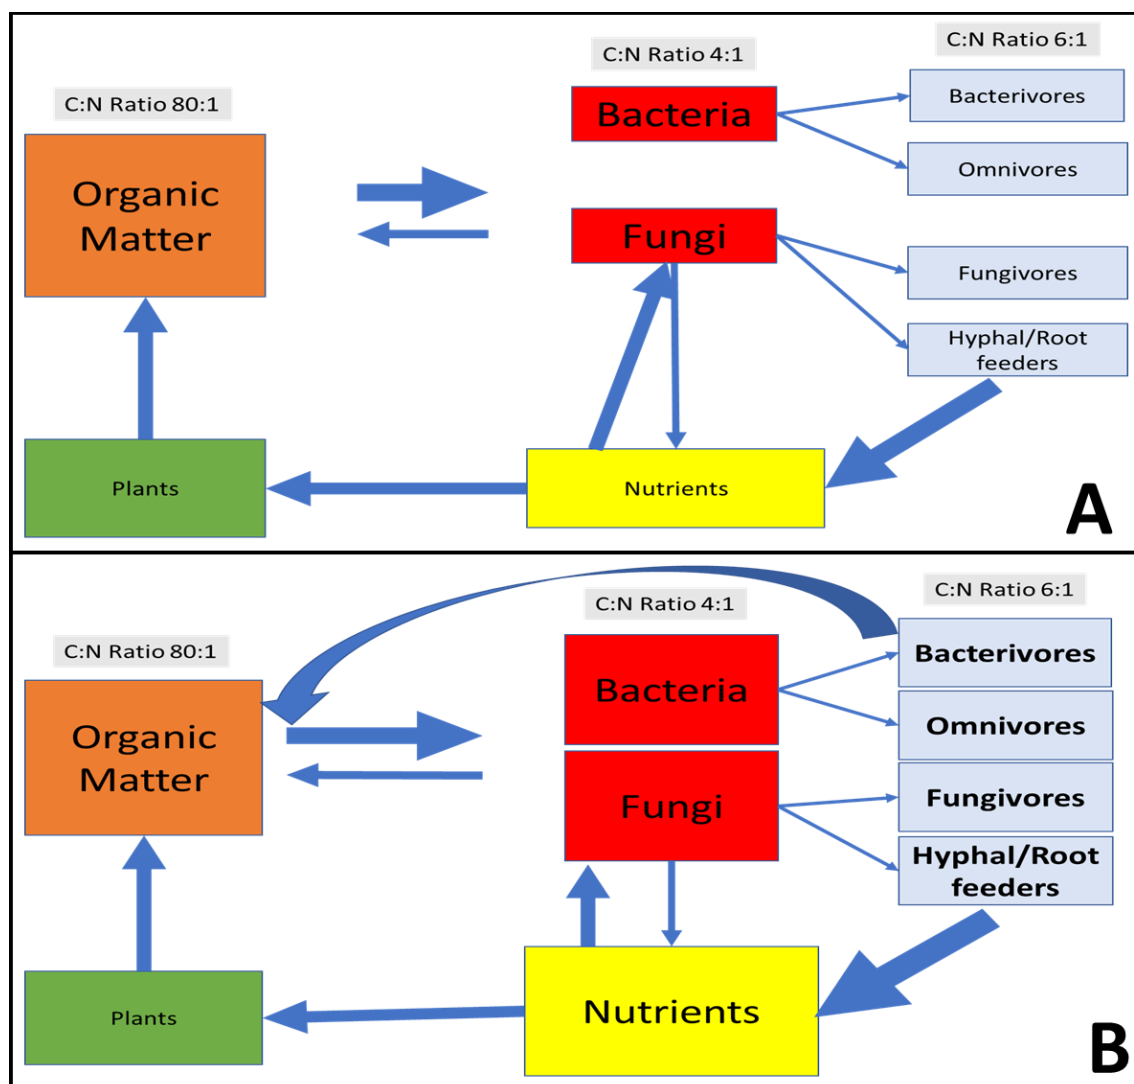 C:N Ratio 80:1
Organic
Matter
Plants
C:N Ratio 4:1
Bacteria
Fungi
Nutrients
C:N Ratio 6:1
Bacterivores
Omnivores
Fungivores
Hyphal/Root
feeders
A
C:N Ratio 80:1
Organic
Matter
Plants
C:N Ratio 4:1
Bacteria
Fungi
Nutrients
C:N Ratio 6:1
Bacterivores
Omnivores
Fungivores
Hyphal/Root
feeders
B